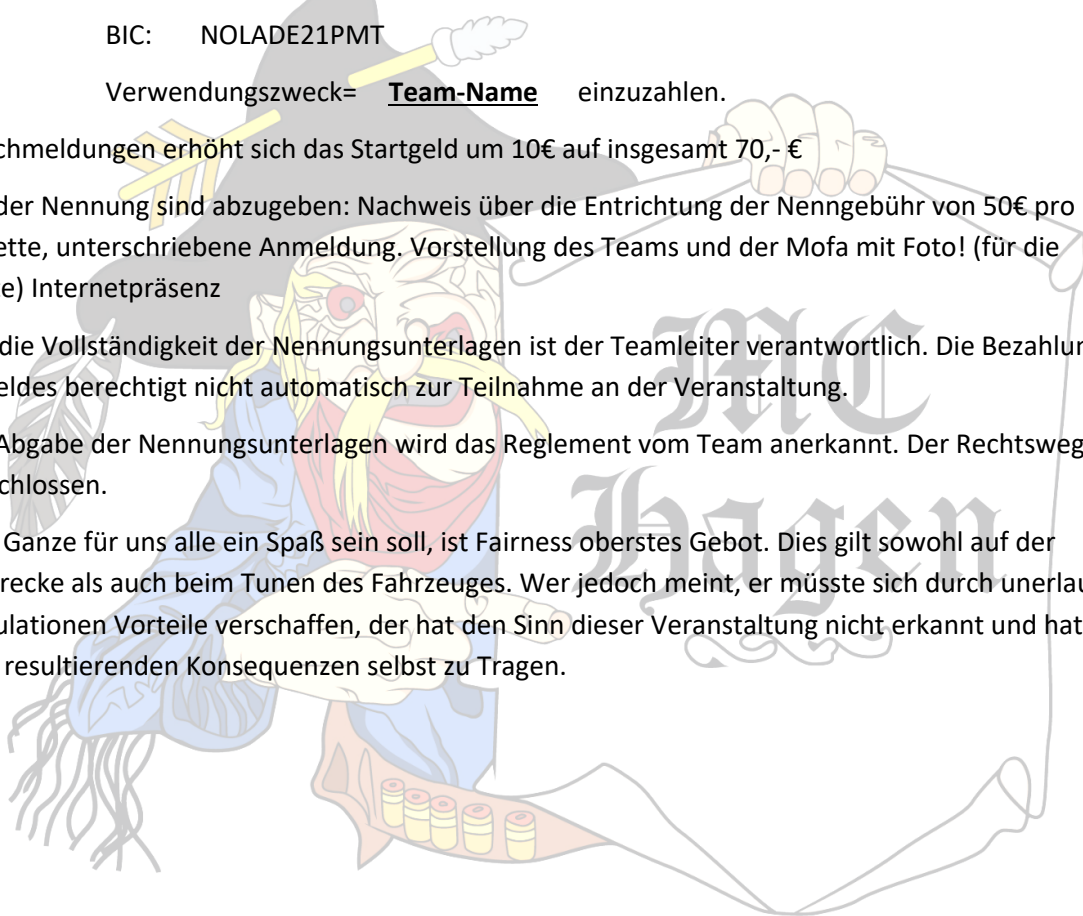 BIC: NOLADE21PMT
Verwendungszweck= Team-Name einzuzahlen.
chmeldungen erhöht sich das Startgeld um 10€ auf insgesamt 70,- €
der Nennung sind abzugeben: Nachweis über die Entrichtung der Nenngebühr von 50€ pro
ette, unterschriebene Anmeldung. Vorstellung des Teams und der Mofa mit Foto! (für die
e) Internetpräsenz
die Vollständigkeit der Nennungsunterlagen ist der Teamleiter verantwortlich. Die Bezahlun
eldes berechtigt nicht automatisch zur Teilnahme an der Veranstaltung.
Abgabe der Nennungsunterlagen wird das Reglement vom Team anerkannt. Der Rechtsweg
chlossen.
Ganze für uns alle ein Spaß sein soll, ist Fairness oberstes Gebot. Dies gilt sowohl auf der
recke als auch beim Tunen des Fahrzeuges. Wer jedoch meint, er müsste sich durch unerlau
ulationen Vorteile verschaffen, der hat den Sinn dieser Veranstaltung nicht erkannt und hat
resultierenden Konsequenzen selbst zu Tragen.
MC
Hagen